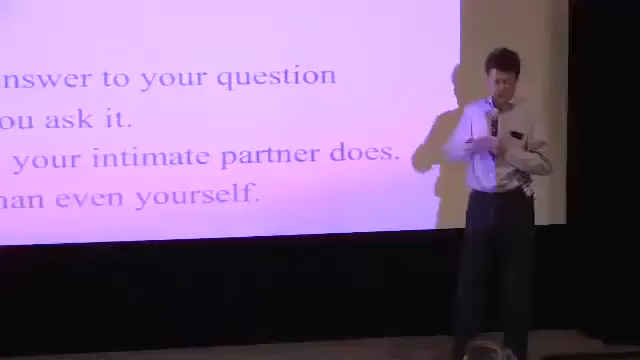 nswer to your question
ou ask it.
your intimate partner does.
han even yourself.